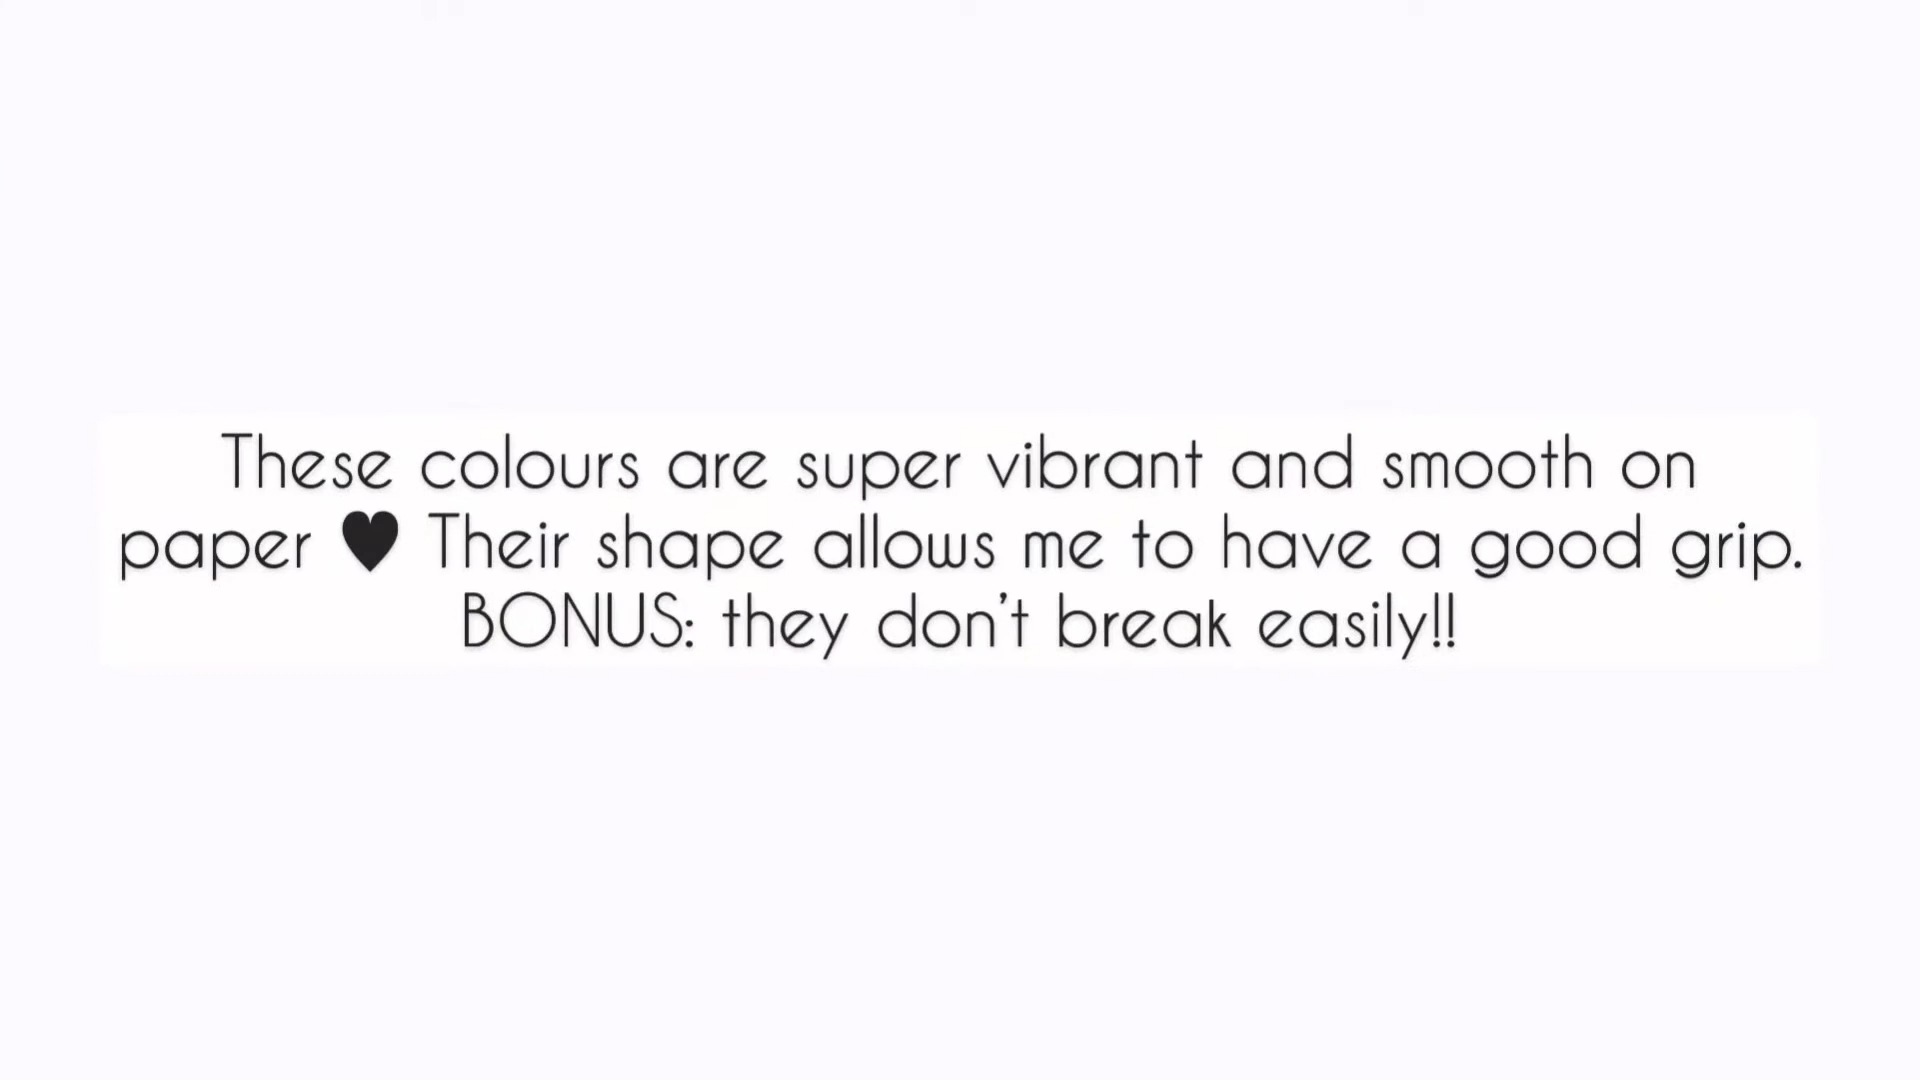 These colours are super vibrant and smooth on
paper ♥ Their shape allows me to have a good grip.
BONUS: they don’t break easily!!